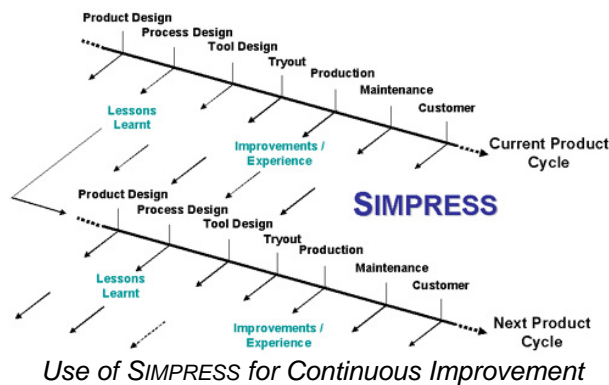 Product Design
Process Design
Tool Design
Tryout
Production
Maintenance
Customer
Lessons
Learnt
Improvements /
Experience
Current Product
Cycle
SIMPRESS
Product Design
Process Design
Tool Design
Tryout
Production
Maintenance
Customer
Lessons
Learnt
Improvements /
Experience
Next Product
Cycle
Use of SIMPRESS for Continuous Improvement